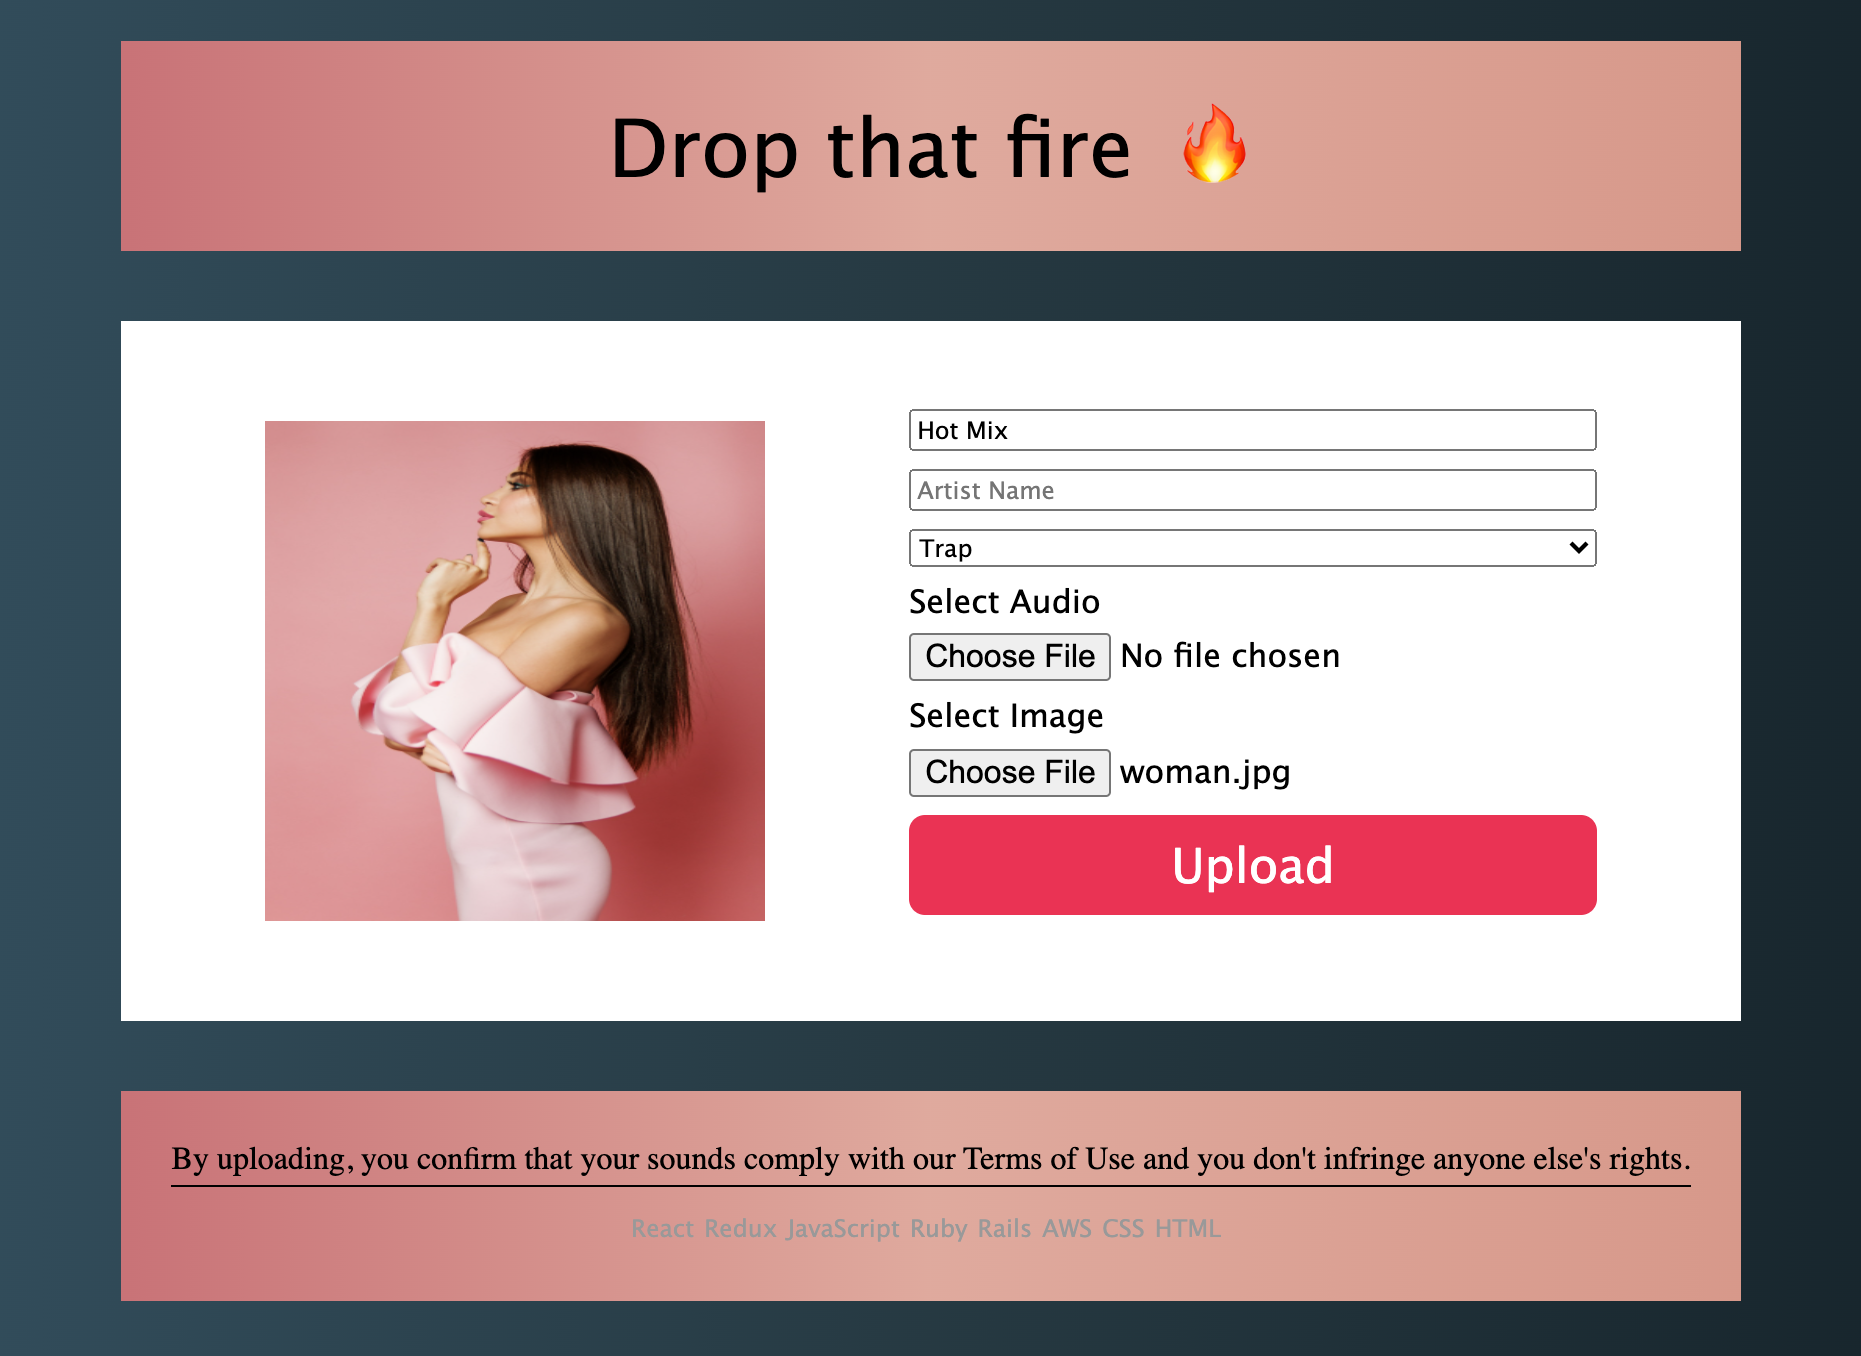 Drop that fire 🔥
Hot Mix
Artist Name
Trap
Select Audio
Choose File No file chosen
Select Image
Choose File woman.jpg
Upload
By uploading, you confirm that your sounds comply with our Terms of Use and you don't infringe anyone else's rights.
React Redux JavaScript Ruby Rails AWS CSS HTML